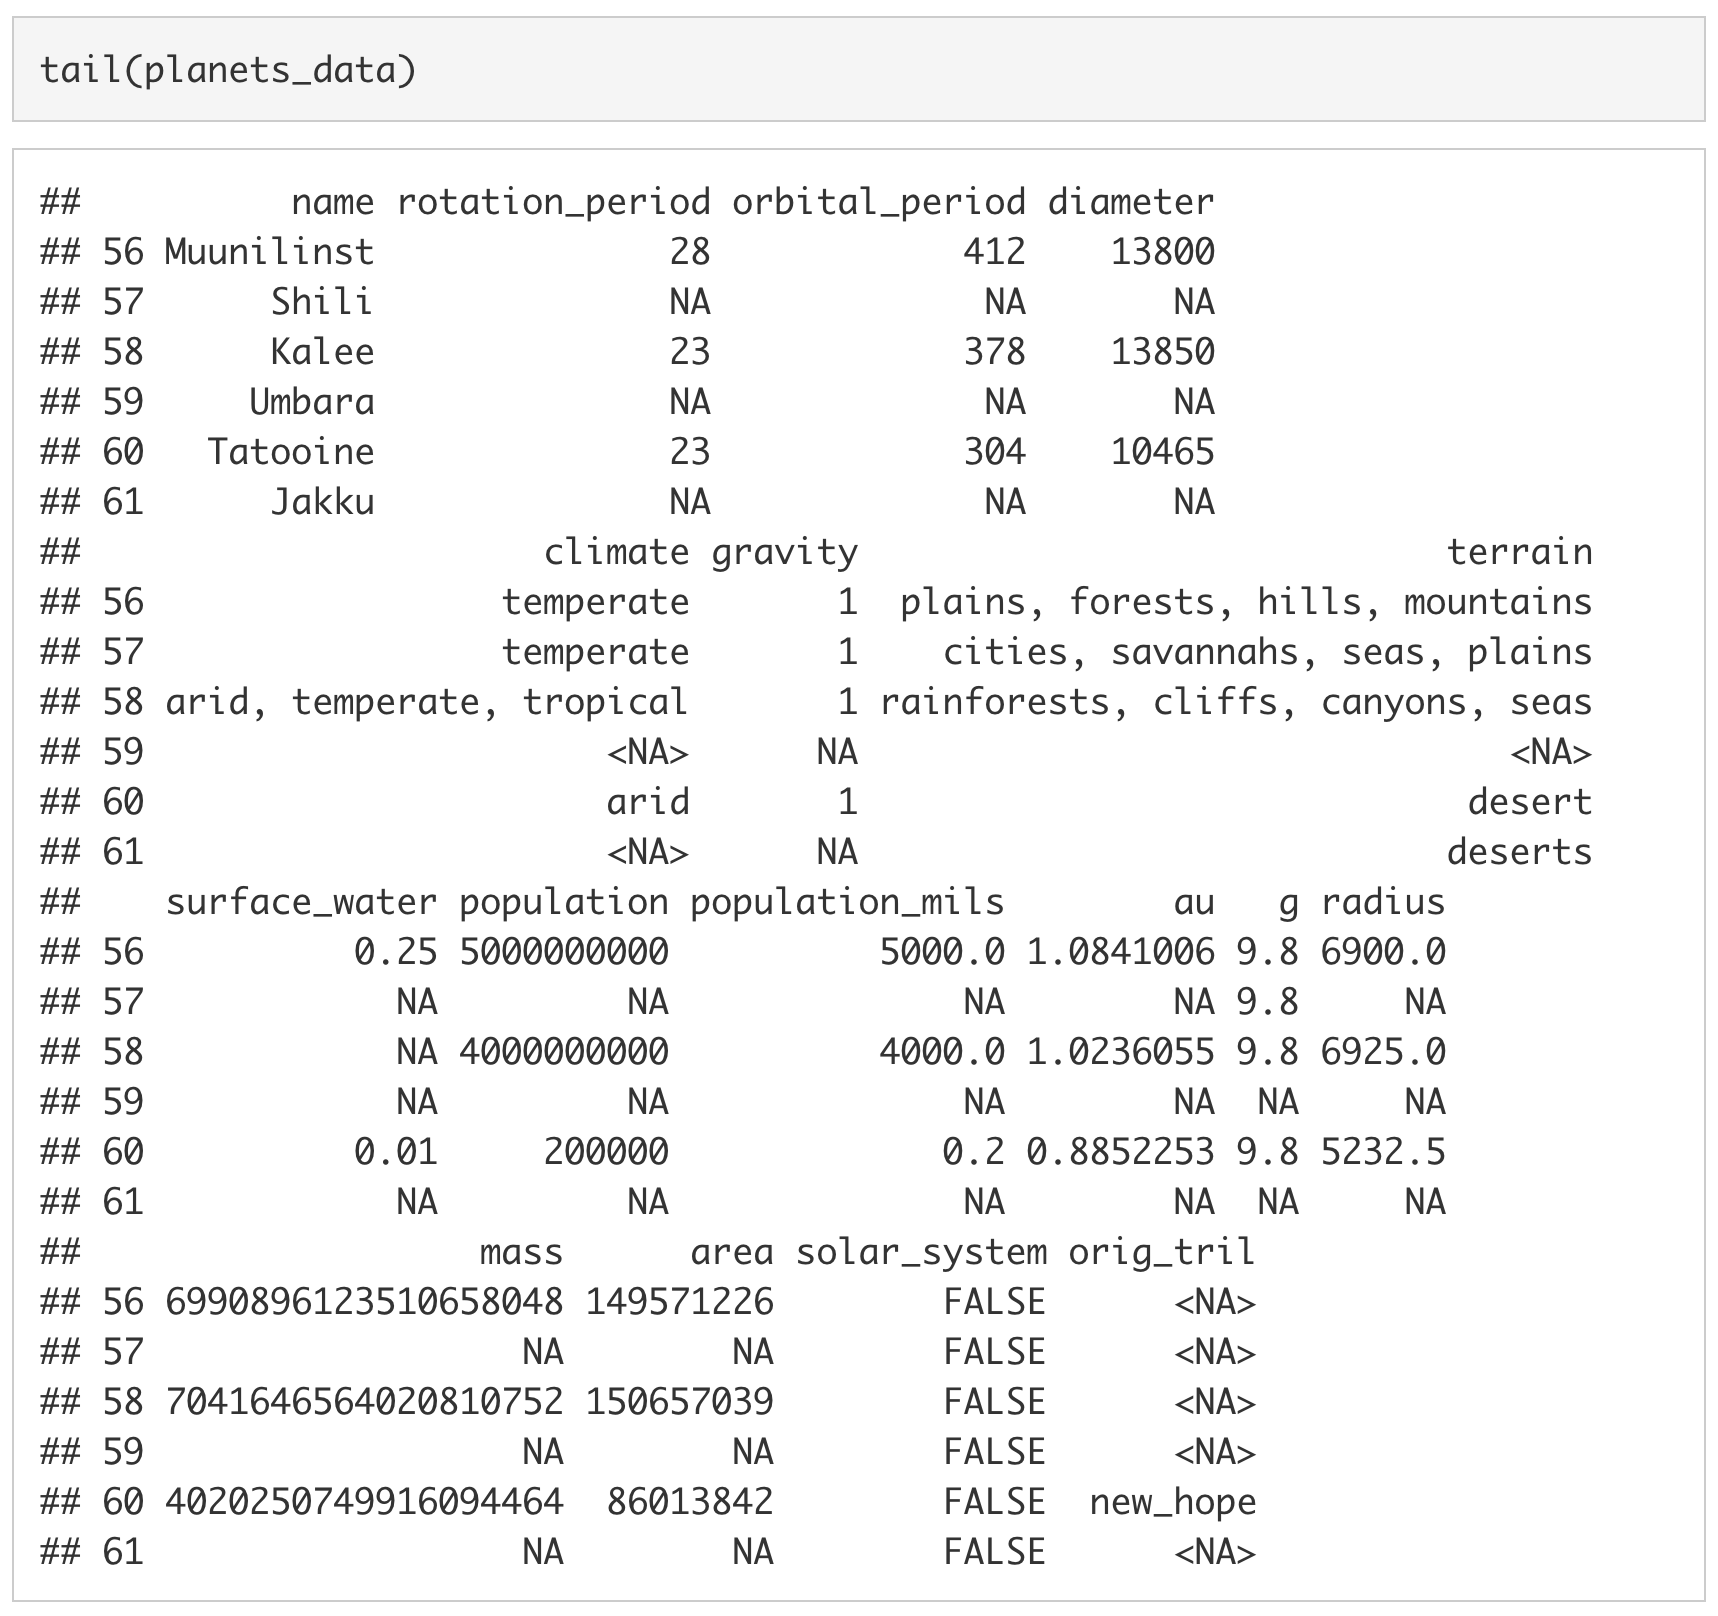 tail(planets_data)
##          name rotation_period orbital_period diameter
## 56 Muunilinst              28            412    13800
## 57      Shili              NA             NA       NA
## 58      Kalee              23            378    13850
## 59     Umbara              NA             NA       NA
## 60   Tatooine              23            304    10465
## 61      Jakku              NA             NA       NA
##                      climate gravity                            terrain
## 56                 temperate       1  plains, forests, hills, mountains
## 57                 temperate       1    cities, savannahs, seas, plains
## 58 arid, temperate, tropical       1 rainforests, cliffs, canyons, seas
## 59                      <NA>      NA                               <NA>
## 60                      arid       1                             desert
## 61                      <NA>      NA                            deserts
##    surface_water population population_mils        au   g radius
## 56          0.25 5000000000          5000.0 1.0841006 9.8 6900.0
## 57            NA         NA              NA        NA 9.8     NA
## 58            NA 4000000000          4000.0 1.0236055 9.8 6925.0
## 59            NA         NA              NA        NA  NA     NA
## 60          0.01     200000             0.2 0.8852253 9.8 5232.5
## 61            NA         NA              NA        NA  NA     NA
##                   mass      area solar_system orig_tril
## 56 6990896123510658048 149571226        FALSE      <NA>
## 57                  NA        NA        FALSE      <NA>
## 58 7041646564020810752 150657039        FALSE      <NA>
## 59                  NA        NA        FALSE      <NA>
## 60 4020250749916094464  86013842        FALSE  new_hope
## 61                  NA        NA        FALSE      <NA>